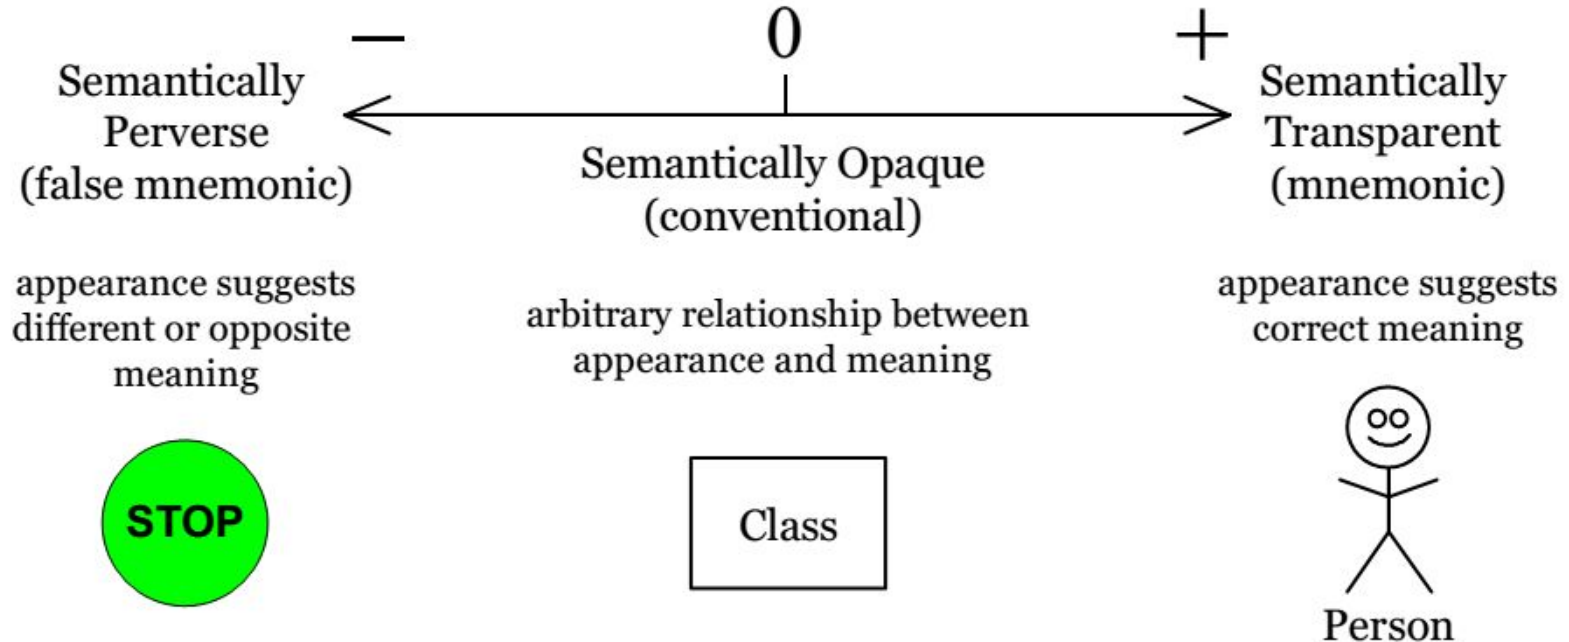 −
0
+
Semantically
Perverse
(false mnemonic)
Semantically Opaque
(conventional)
Semantically
Transparent
(mnemonic)
appearance suggests
different or opposite
meaning
arbitrary relationship between
appearance and meaning
appearance suggests
correct meaning
STOP
Class
Person